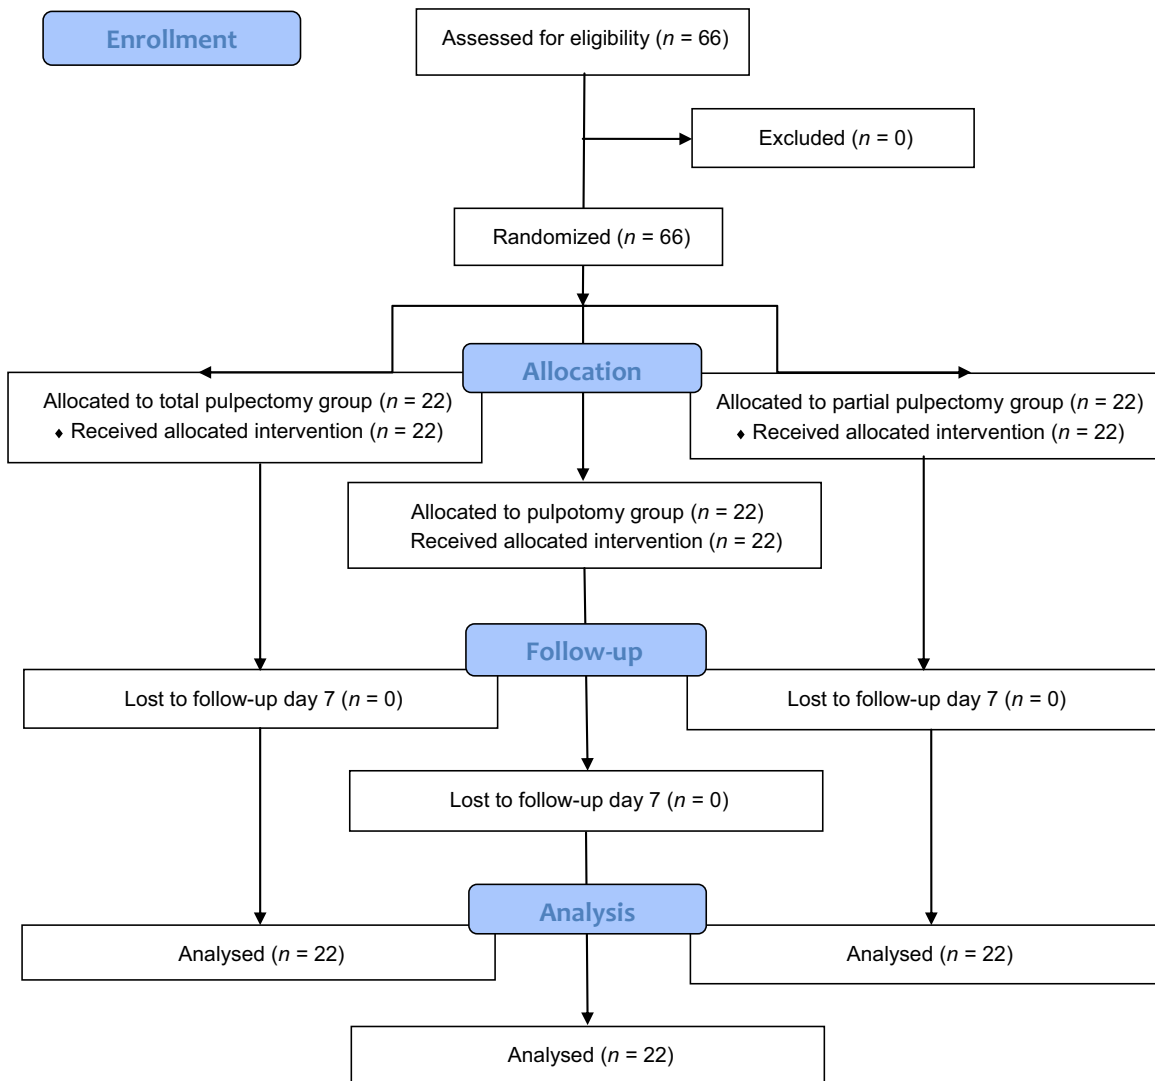 Enrollment
Assessed for eligibility (n = 66)
Excluded (n = 0)
Randomized (n = 66)
Allocation
Allocated to total pulpectomy group (n = 22)
♦ Received allocated intervention (n = 22)
Allocated to partial pulpectomy group (n = 22)
♦ Received allocated intervention (n = 22)
Allocated to pulpotomy group (n = 22)
Received allocated intervention (n = 22)
Follow-up
Lost to follow-up day 7 (n = 0)
Lost to follow-up day 7 (n = 0)
Lost to follow-up day 7 (n = 0)
Analysis
Analysed (n = 22)
Analysed (n = 22)
Analysed (n = 22)